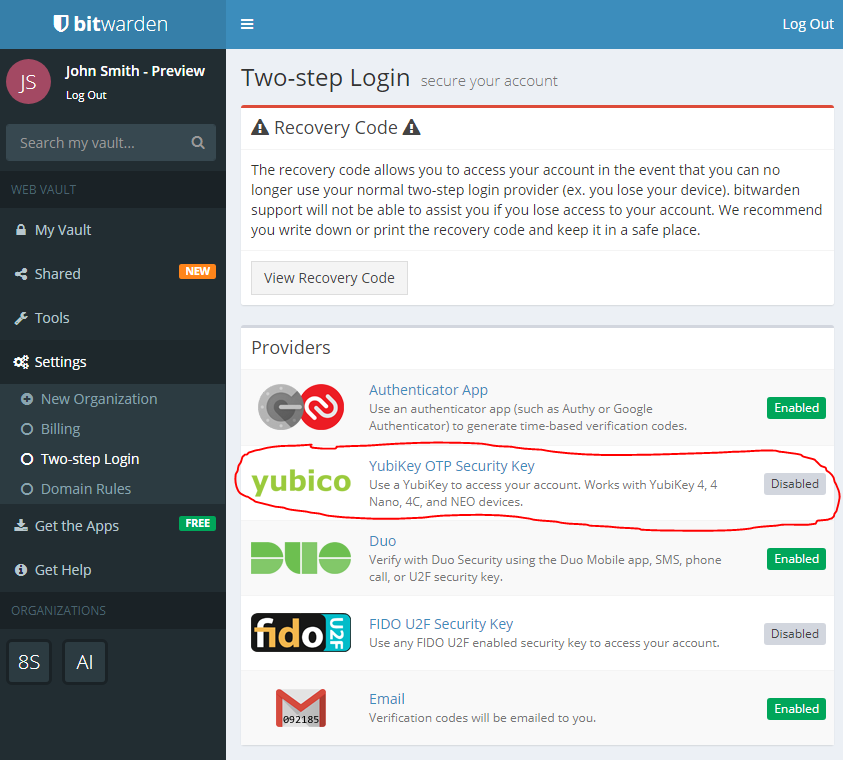 bitwarden
Log Out
JS
John Smith - Preview
Log Out
Search my vault...
WEB VAULT
My Vault
Shared
NEW
Tools
Settings
New Organization
Billing
Two-step Login
Domain Rules
Get the Apps
FREE
Get Help
ORGANIZATIONS
8S
AI
Two-step Login secure your account
Recovery Code
The recovery code allows you to access your account in the event that you can no
longer use your normal two-step login provider (ex. you lose your device). bitwarden
support will not be able to assist you if you lose access to your account. We recommend
you write down or print the recovery code and keep it in a safe place.
View Recovery Code
Providers
Authenticator App
Use an authenticator app (such as Authy or Google
Authenticator) to generate time-based verification codes.
Enabled
yubico
YubiKey OTP Security Key
Use a YubiKey to access your account. Works with YubiKey 4, 4
Nano, 4C, and NEO devices.
Disabled
DUO
Duo
Verify with Duo Security using the Duo Mobile app, SMS, phone
call, or U2F security key.
Enabled
fido U2F
FIDO U2F Security Key
Use any FIDO U2F enabled security key to access your account.
Disabled
092185
Email
Verification codes will be emailed to you.
Enabled